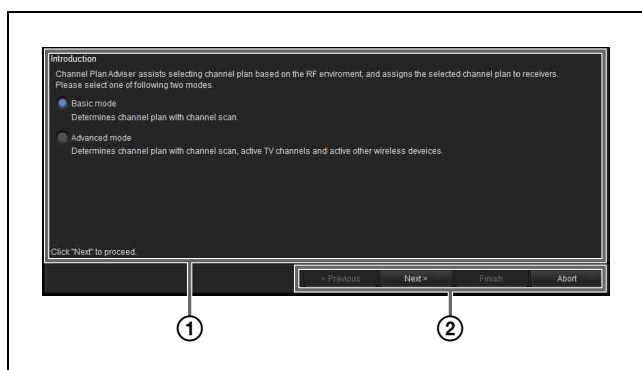 Introduction
Channel Plan Adviser assists selecting channel plan based on the RF enviroment, and assigns the selected channel plan to receivers.
Please select one of following two modes.
Basic mode
Determines channel plan with channel scan.
Advanced mode
Determines channel plan with channel scan, active TV channels and active other wireless deveices.
Click "Next" to proceed.
< Previous Next > Finish Abort
① ②